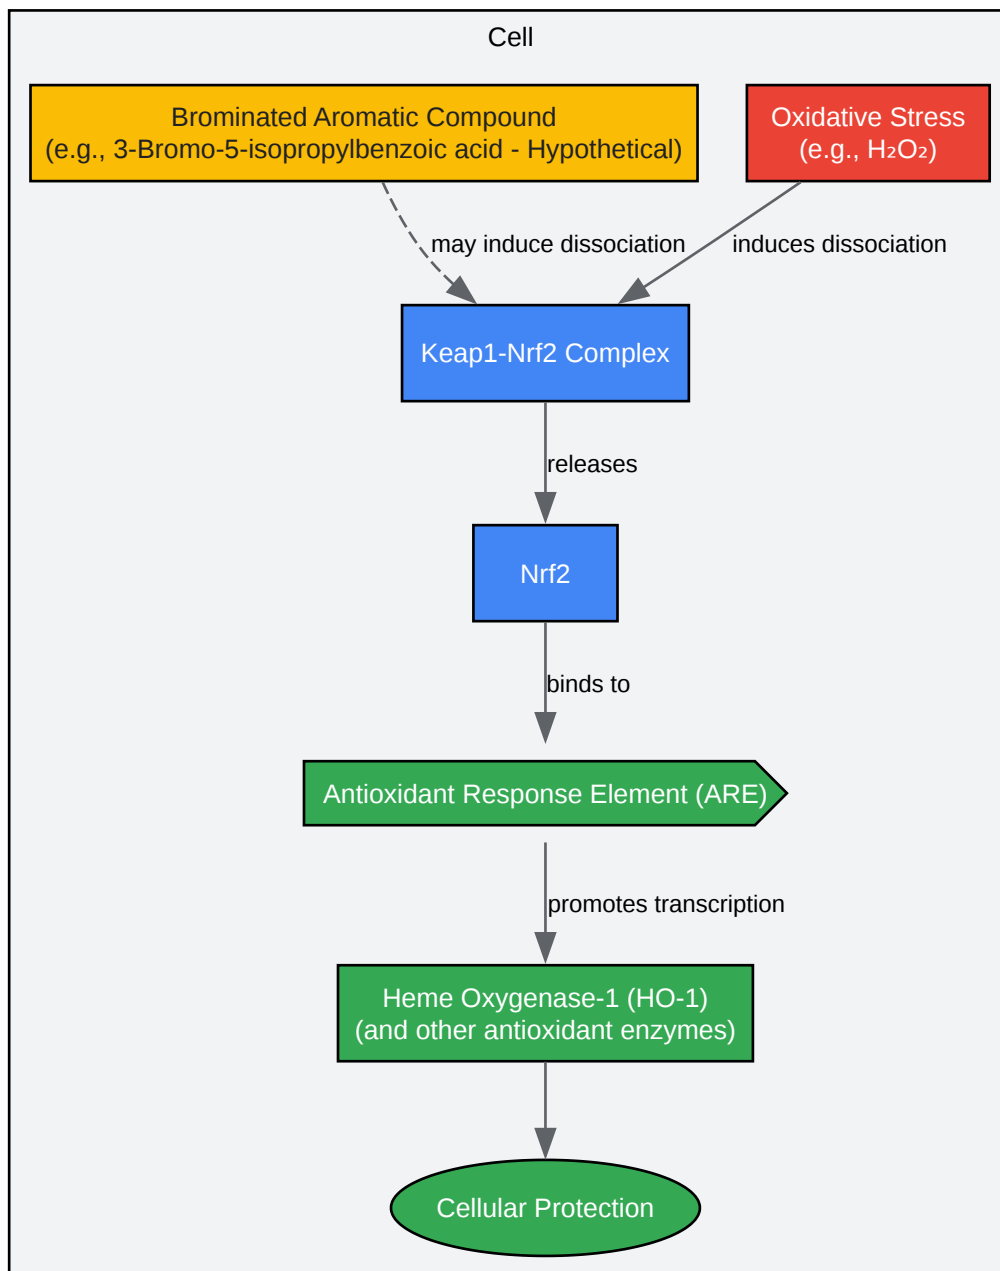 Cell
Brominated Aromatic Compound
(e.g., 3-Bromo-5-isopropylbenzoic acid - Hypothetical)
Oxidative Stress
(e.g., H₂O₂)
may induce dissociation
induces dissociation
Keap1-Nrf2 Complex
releases
Nrf2
binds to
Antioxidant Response Element (ARE)
promotes transcription
Heme Oxygenase-1 (HO-1)
(and other antioxidant enzymes)
Cellular Protection